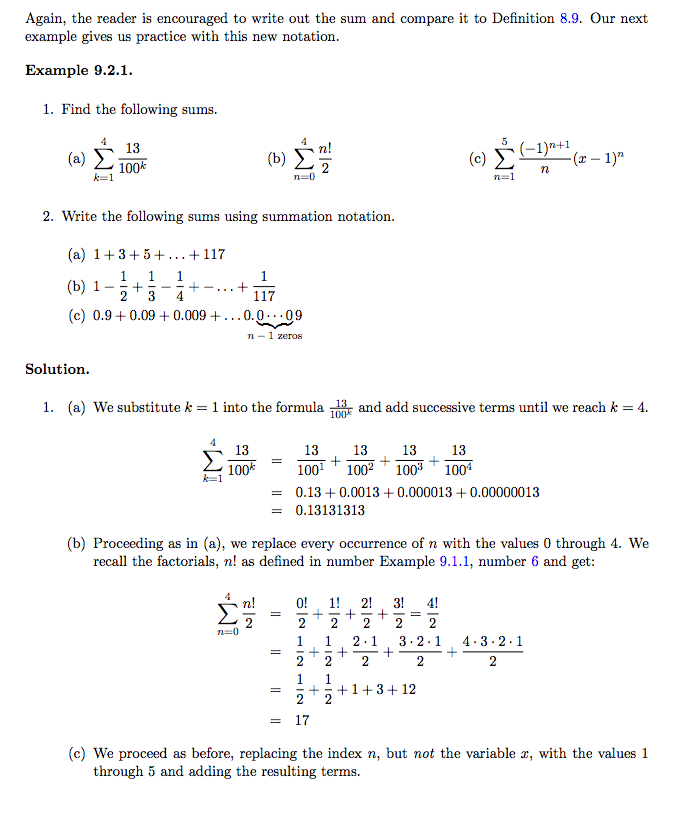 Again, the reader is encouraged to write out the sum and compare it to Definition 8.9. Our next
example gives us practice with this new notation.
Example 9.2.1.
1. Find the following sums.
(a) $\sum_{k=1}^{4} \frac{13}{100^k}$ (b) $\sum_{n=0}^{4} \frac{n!}{2}$ (c) $\sum_{n=1}^{5} \frac{(-1)^{n+1}}{n}(x-1)^n$
2. Write the following sums using summation notation.
(a) $1 + 3 + 5 + \ldots + 117$
(b) $1 - \frac{1}{2} + \frac{1}{3} - \frac{1}{4} + - \ldots + \frac{1}{117}$
(c) $0.9 + 0.09 + 0.009 + \ldots 0.\underbrace{0 \cdots 0}_{n-1 \text{ zeros}}9$
Solution.
1. (a) We substitute $k = 1$ into the formula $\frac{13}{100^k}$ and add successive terms until we reach $k = 4$.
$\sum_{k=1}^{4} \frac{13}{100^k} = \frac{13}{100^1} + \frac{13}{100^2} + \frac{13}{100^3} + \frac{13}{100^4}$
$= 0.13 + 0.0013 + 0.000013 + 0.00000013$
$= 0.13131313$
(b) Proceeding as in (a), we replace every occurrence of $n$ with the values 0 through 4. We
recall the factorials, $n!$ as defined in number Example 9.1.1, number 6 and get:
$\sum_{n=0}^{4} \frac{n!}{2} = \frac{0!}{2} + \frac{1!}{2} + \frac{2!}{2} + \frac{3!}{2} = \frac{4!}{2}$
$= \frac{1}{2} + \frac{1}{2} + \frac{2 \cdot 1}{2} + \frac{3 \cdot 2 \cdot 1}{2} + \frac{4 \cdot 3 \cdot 2 \cdot 1}{2}$
$= \frac{1}{2} + \frac{1}{2} + 1 + 3 + 12$
$= 17$
(c) We proceed as before, replacing the index $n$, but not the variable $x$, with the values 1
through 5 and adding the resulting terms.